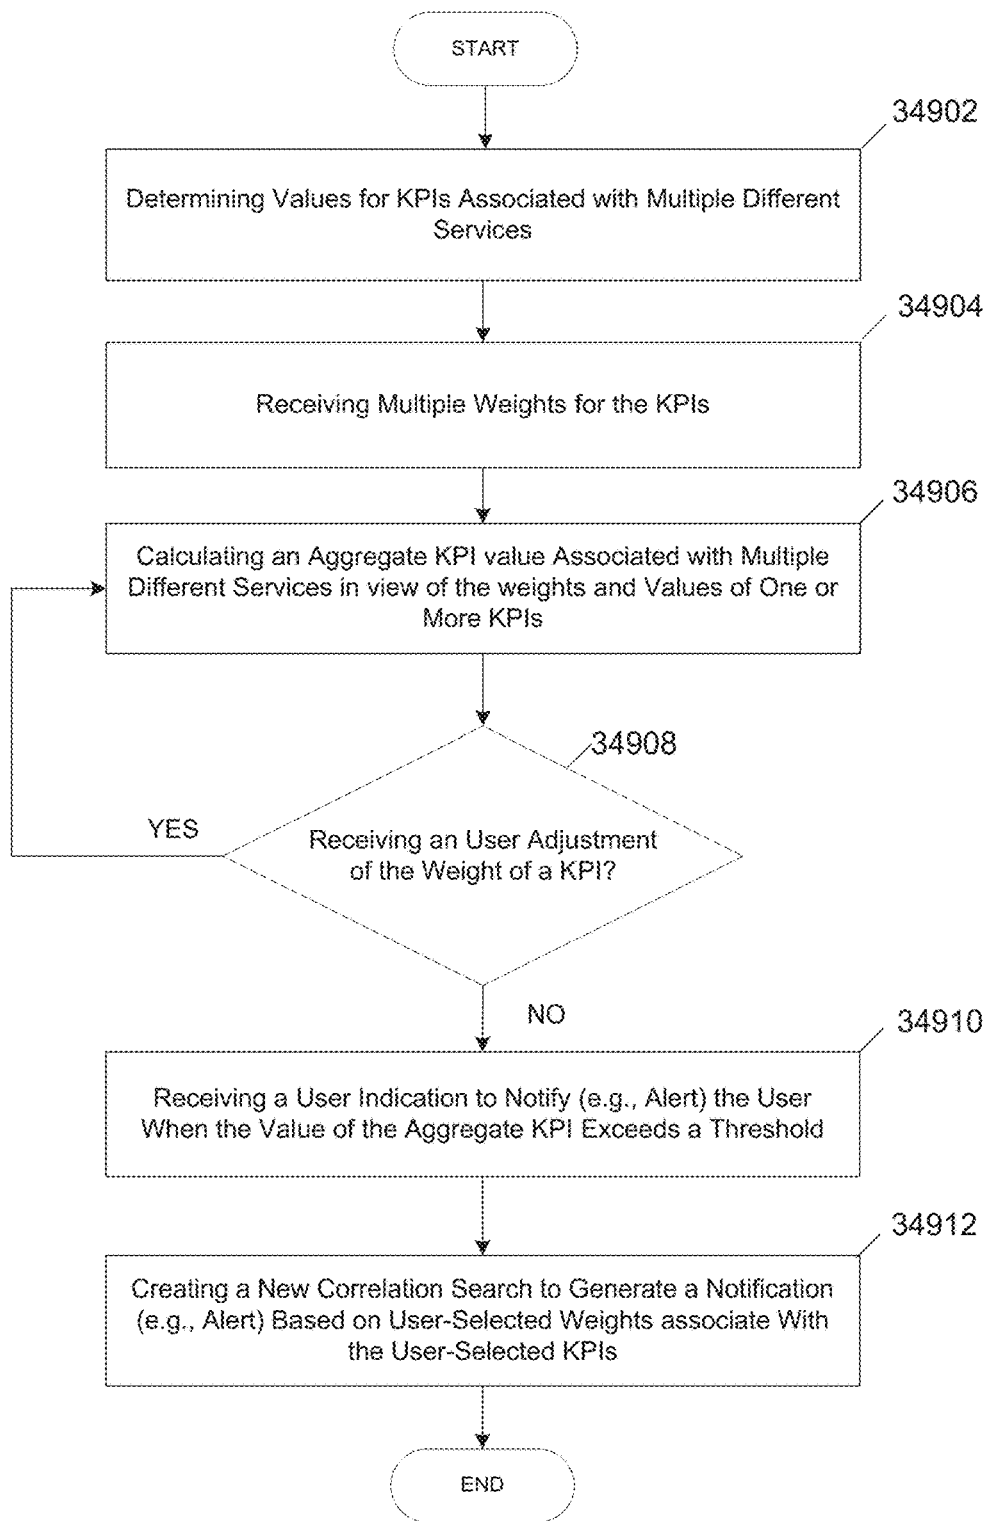 START
34902
Determining Values for KPIs Associated with Multiple Different
Services
34904
Receiving Multiple Weights for the KPIs
34906
Calculating an Aggregate KPI value Associated with Multiple
Different Services in view of the weights and Values of One or
More KPIs
34908
YES
Receiving an User Adjustment
of the Weight of a KPI?
NO
34910
Receiving a User Indication to Notify (e.g., Alert) the User
When the Value of the Aggregate KPI Exceeds a Threshold
34912
Creating a New Correlation Search to Generate a Notification
(e.g., Alert) Based on User-Selected Weights associate With
the User-Selected KPIs
END